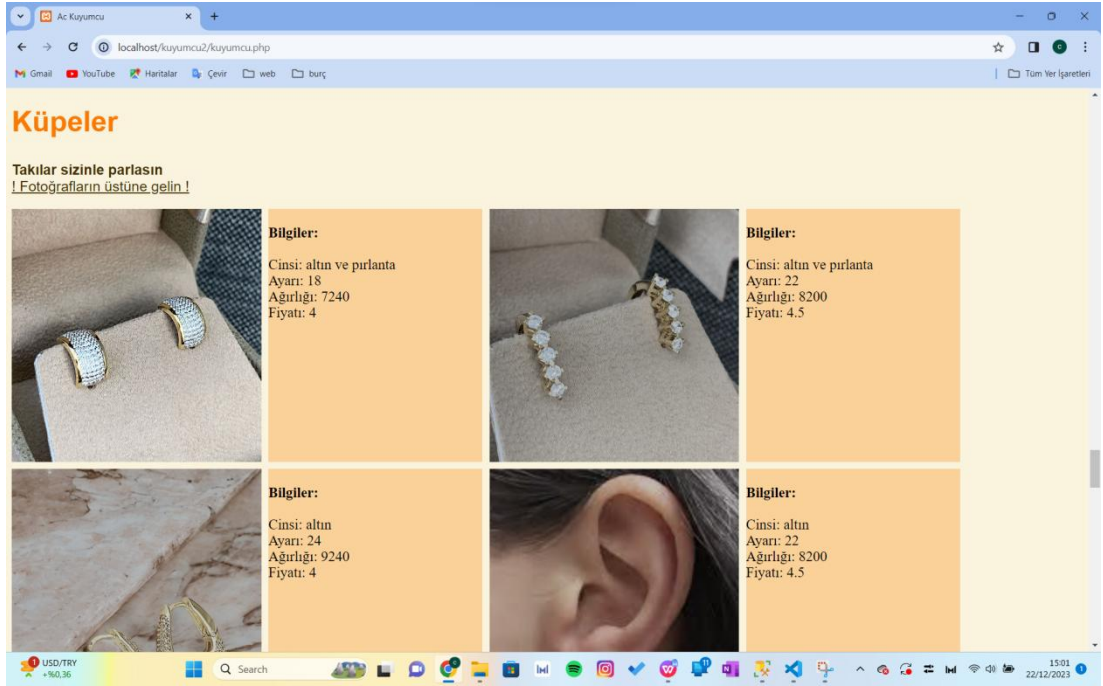 Ac Kuyumcu
localhost/kuyumcu2/kuyumcu.php
Gmail YouTube Haritalar Çevir web burç Tüm Yer İşaretleri
Küpeler
Takılar sizinle parlasın
! Fotoğrafların üstüne gelin !
Bilgiler:
Cinsi: altın ve pırlanta
Ayarı: 18
Ağırlığı: 7240
Fiyatı: 4
Bilgiler:
Cinsi: altın ve pırlanta
Ayarı: 22
Ağırlığı: 8200
Fiyatı: 4.5
Bilgiler:
Cinsi: altın
Ayarı: 24
Ağırlığı: 9240
Fiyatı: 4
Bilgiler:
Cinsi: altın
Ayarı: 22
Ağırlığı: 8200
Fiyatı: 4.5
USD/TRY
+%0,36
Search
15:01
22/12/2023